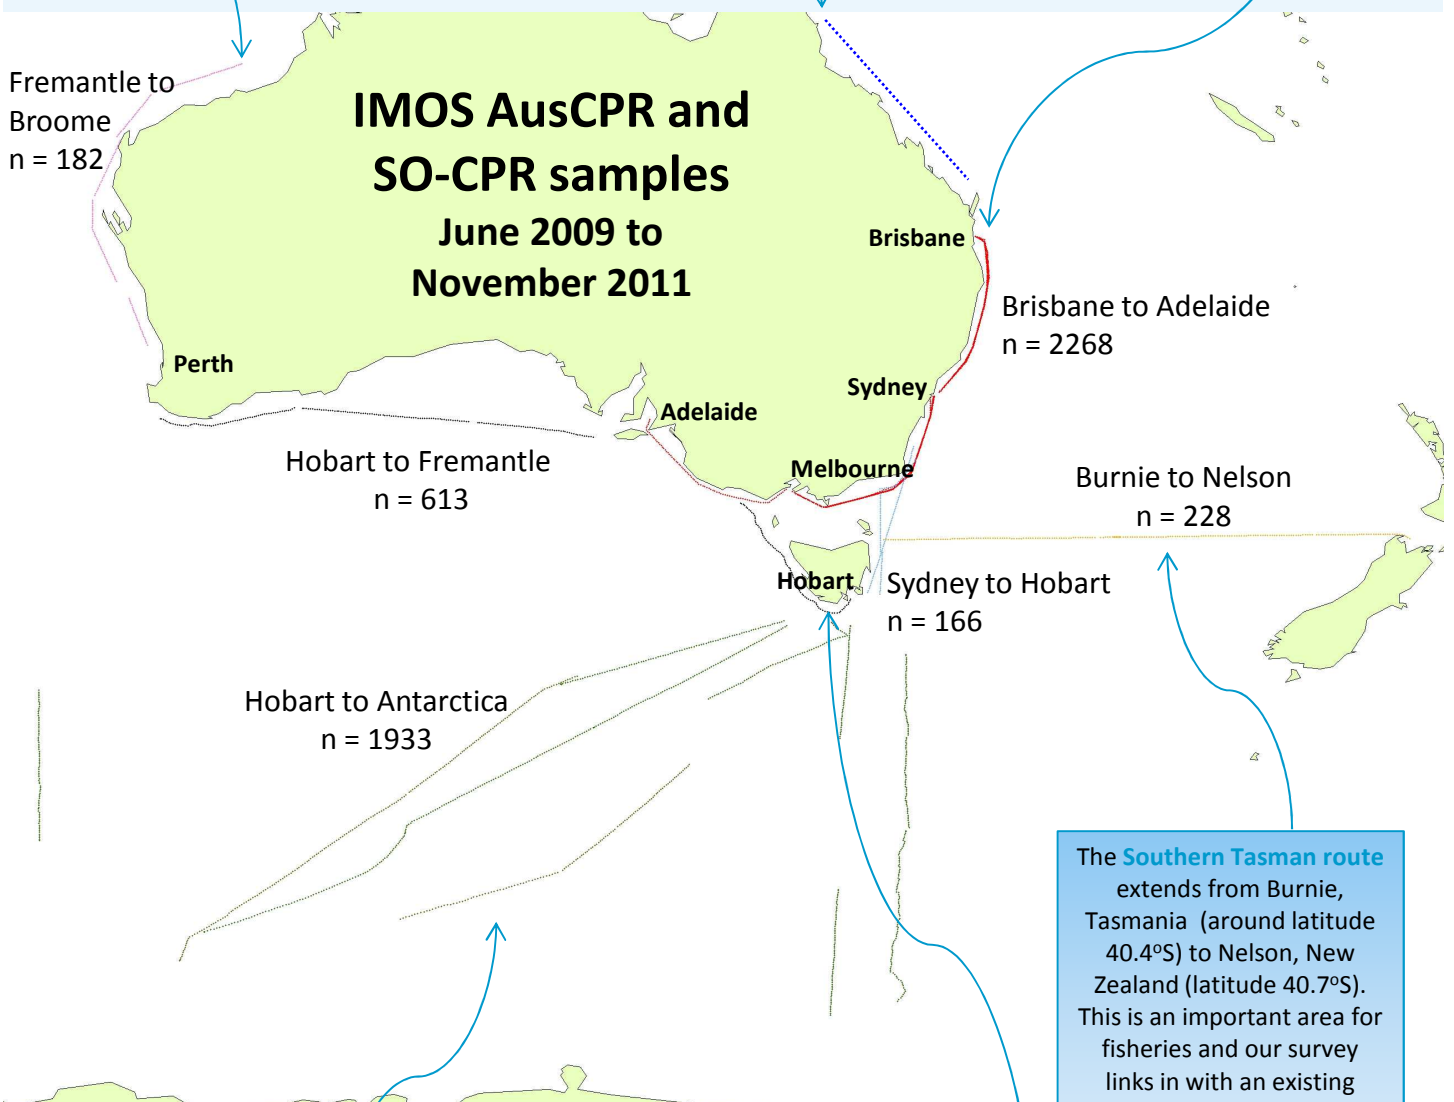 Fremantle to
Broome
n = 182
IMOS AusCPR and
SO-CPR samples
June 2009 to
November 2011
Brisbane
Brisbane to Adelaide
n = 2268
Perth
Sydney
Adelaide
Hobart to Fremantle
n = 613
Melbourne
Burnie to Nelson
n = 228
Hobart
Sydney to Hobart
n = 166
Hobart to Antarctica
n = 1933
The Southern Tasman route
extends from Burnie,
Tasmania (around latitude
40.4°S) to Nelson, New
Zealand (latitude 40.7°S).
This is an important area for
fisheries and our survey
links in with an existing